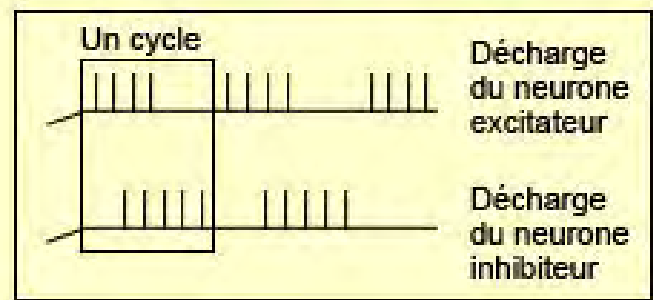 Un cycle
Décharge
du neurone
excitateur
Décharge
du neurone
inhibiteur